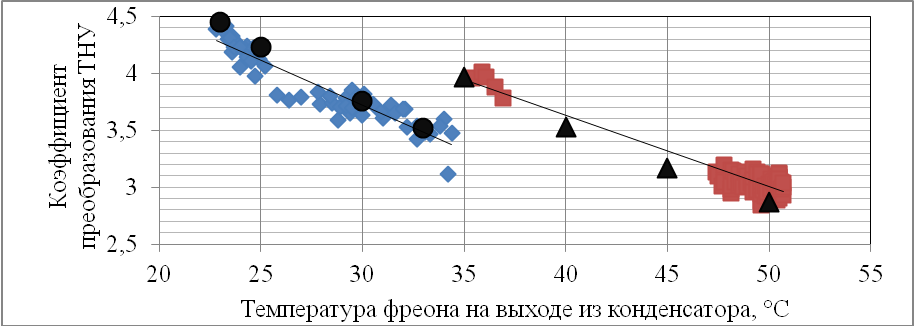 Коэффициент
преобразования ТНУ
4,5
4
3,5
3
2,5
20 25 30 35 40 45 50 55
Температура фреона на выходе из конденсатора, °С